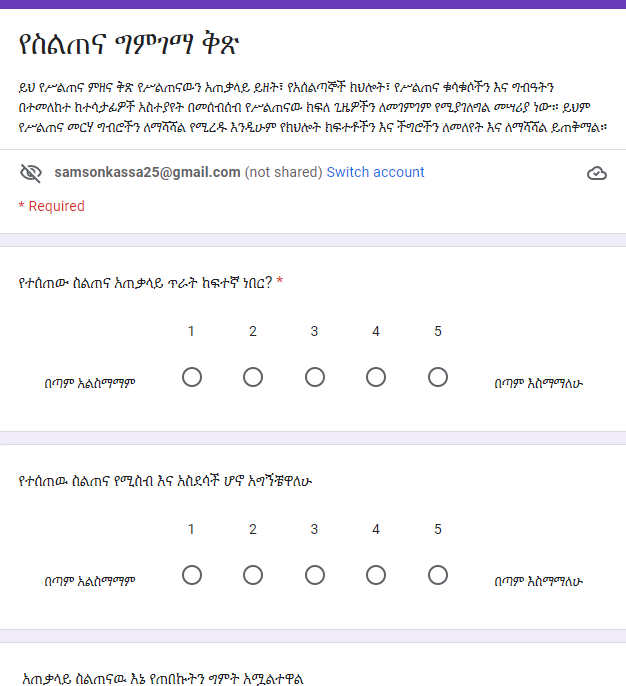 የስልጠና ግምገማ ቅጽ
ይህ የሥልጠና ምዘና ቅጽ የሥልጠናውን አጠቃላይ ይዘት፣ የአሰልጣኞች ክህሎት፣ የሥልጠና ቁሳቁሶችን እና ግብዓትን
በተመለከተ ከተሳታፊዎች አስተያየት በመሰብሰብ የሥልጠናው ክፍለ ጊዜዎችን ለመገምገም የሚያገለግል መሣሪያ ነው። ይህም
የሥልጠና መርሃ ግብሮችን ለማሻሻል የሚረዱ እንዲሁም የክህሎት ክፍተቶችን እና ችግሮችን ለመለየት እና ለማሻሻል ይጠቅማል።
samsonkassa25@gmail.com (not shared) Switch account
* Required
የተሰጠው ስልጠና አጠቃላይ ጥራት ከፍተኛ ነበር? *
1 2 3 4 5
በጣም አልስማማም በጣም እስማማለሁ
የተሰጠዉ ስልጠና የሚስብ እና አስደሳች ሆኖ አግኝቼዋለሁ
1 2 3 4 5
በጣም አልስማማም በጣም እስማማለሁ
አጠቃላይ ስልጠናዉ እኔ የጠበኩትን ግምት አሟልተዋል